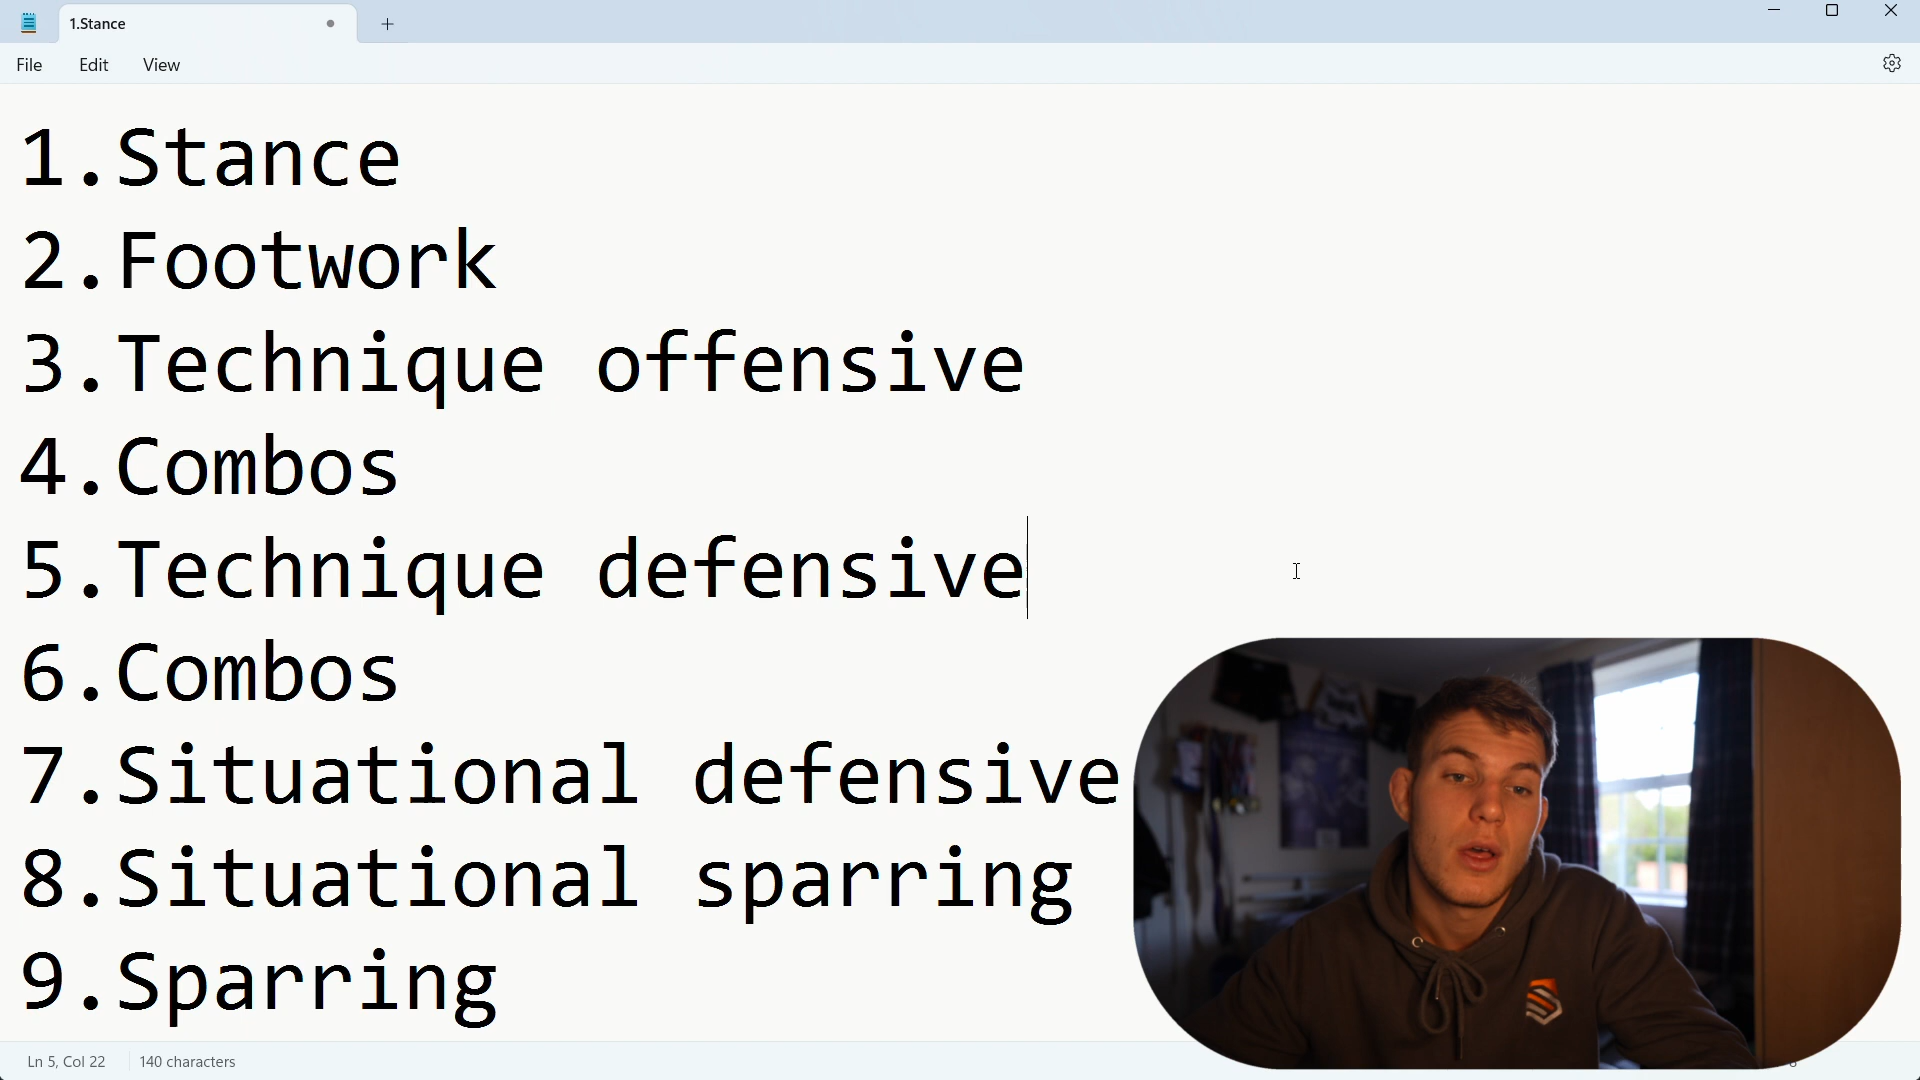 1.Stance
File
Edit
View
1.Stance
2.Footwork
3.Technique offensive
4.Combos
5.Technique defensive
6.Combos
7.Situational defensive
8.Situational sparring
9.Sparring
Ln 5, Col 22
140 characters